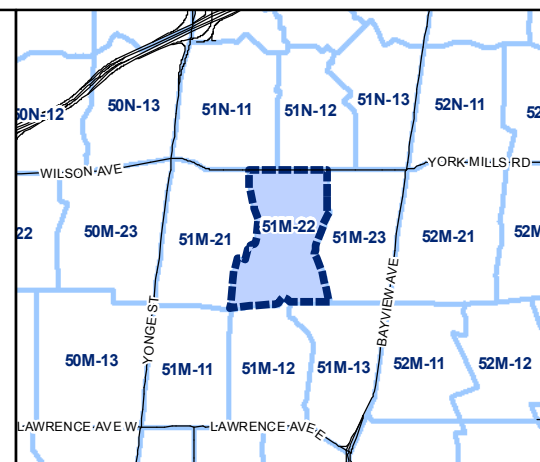 50N-12
50N-13
51N-11
51N-12
51N-13
52N-11
52
WILSON AVE
YORK MILLS RD
22
50M-23
51M-21
51M-22
51M-23
52M-21
52M
YONGE ST
BAYVIEW AVE
50M-13
51M-11
51M-12
51M-13
52M-11
52M-12
LAWRENCE AVE W
LAWRENCE AVE E